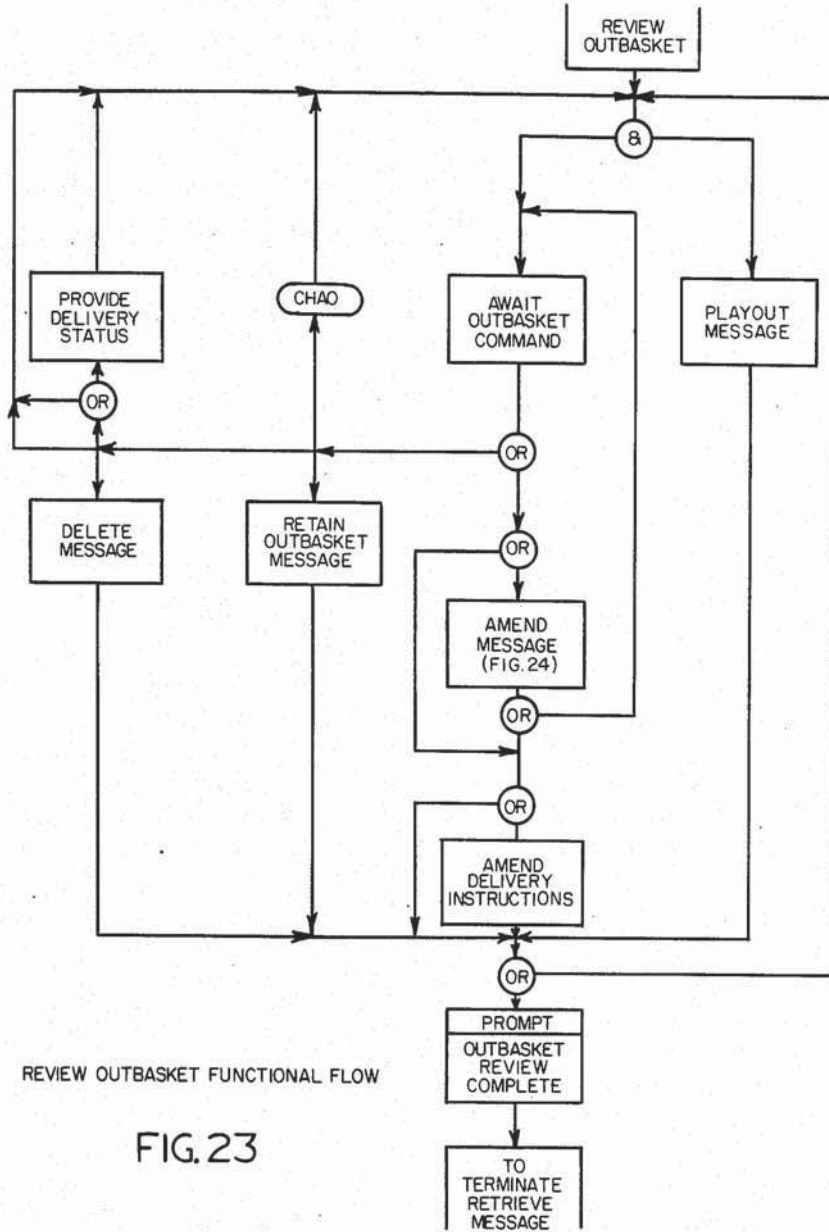 REVIEW
OUTBASKET
&
PROVIDE
DELIVERY
STATUS
CHAO
AWAIT
OUTBASKET
COMMAND
PLAYOUT
MESSAGE
OR
OR
DELETE
MESSAGE
RETAIN
OUTBASKET
MESSAGE
OR
AMEND
MESSAGE
(FIG. 24)
OR
OR
AMEND
DELIVERY
INSTRUCTIONS
OR
PROMPT
OUTBASKET
REVIEW
COMPLETE
REVIEW OUTBASKET FUNCTIONAL FLOW
FIG. 23
TO
TERMINATE
RETRIEVE
MESSAGE